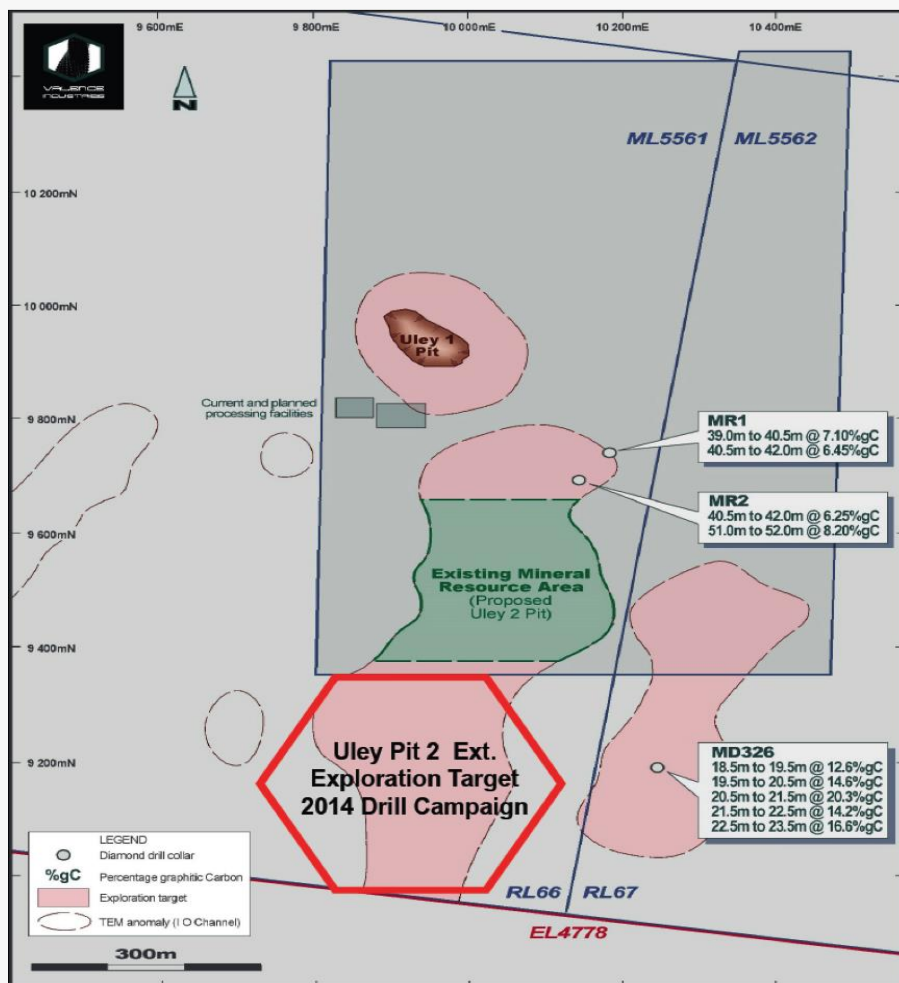 9 600mE
9 800mE
10 000mE
10 200mE
10 400mE
VALENCE
INDUSTRIES
N
ML5561
ML5562
10 200mN
10 000mN
Uley 1
Pit
Current and planned
processing facilities
9 800mN
MR1
39.0m to 40.5m @ 7.10%gC
40.5m to 42.0m @ 6.45%gC
MR2
40.5m to 42.0m @ 6.25%gC
51.0m to 52.0m @ 8.20%gC
9 600mN
Existing Mineral
Resource Area
(Proposed
Uley 2 Pit)
9 400mN
Uley Pit 2 Ext.
Exploration Target
2014 Drill Campaign
9 200mN
MD326
18.5m to 19.5m @ 12.6%gC
19.5m to 20.5m @ 14.6%gC
20.5m to 21.5m @ 20.3%gC
21.5m to 22.5m @ 14.2%gC
22.5m to 23.5m @ 16.6%gC
LEGEND
Diamond drill collar
%gC Percentage graphitic Carbon
Exploration target
TEM anomaly (I O Channel)
300m
RL66
RL67
EL4778